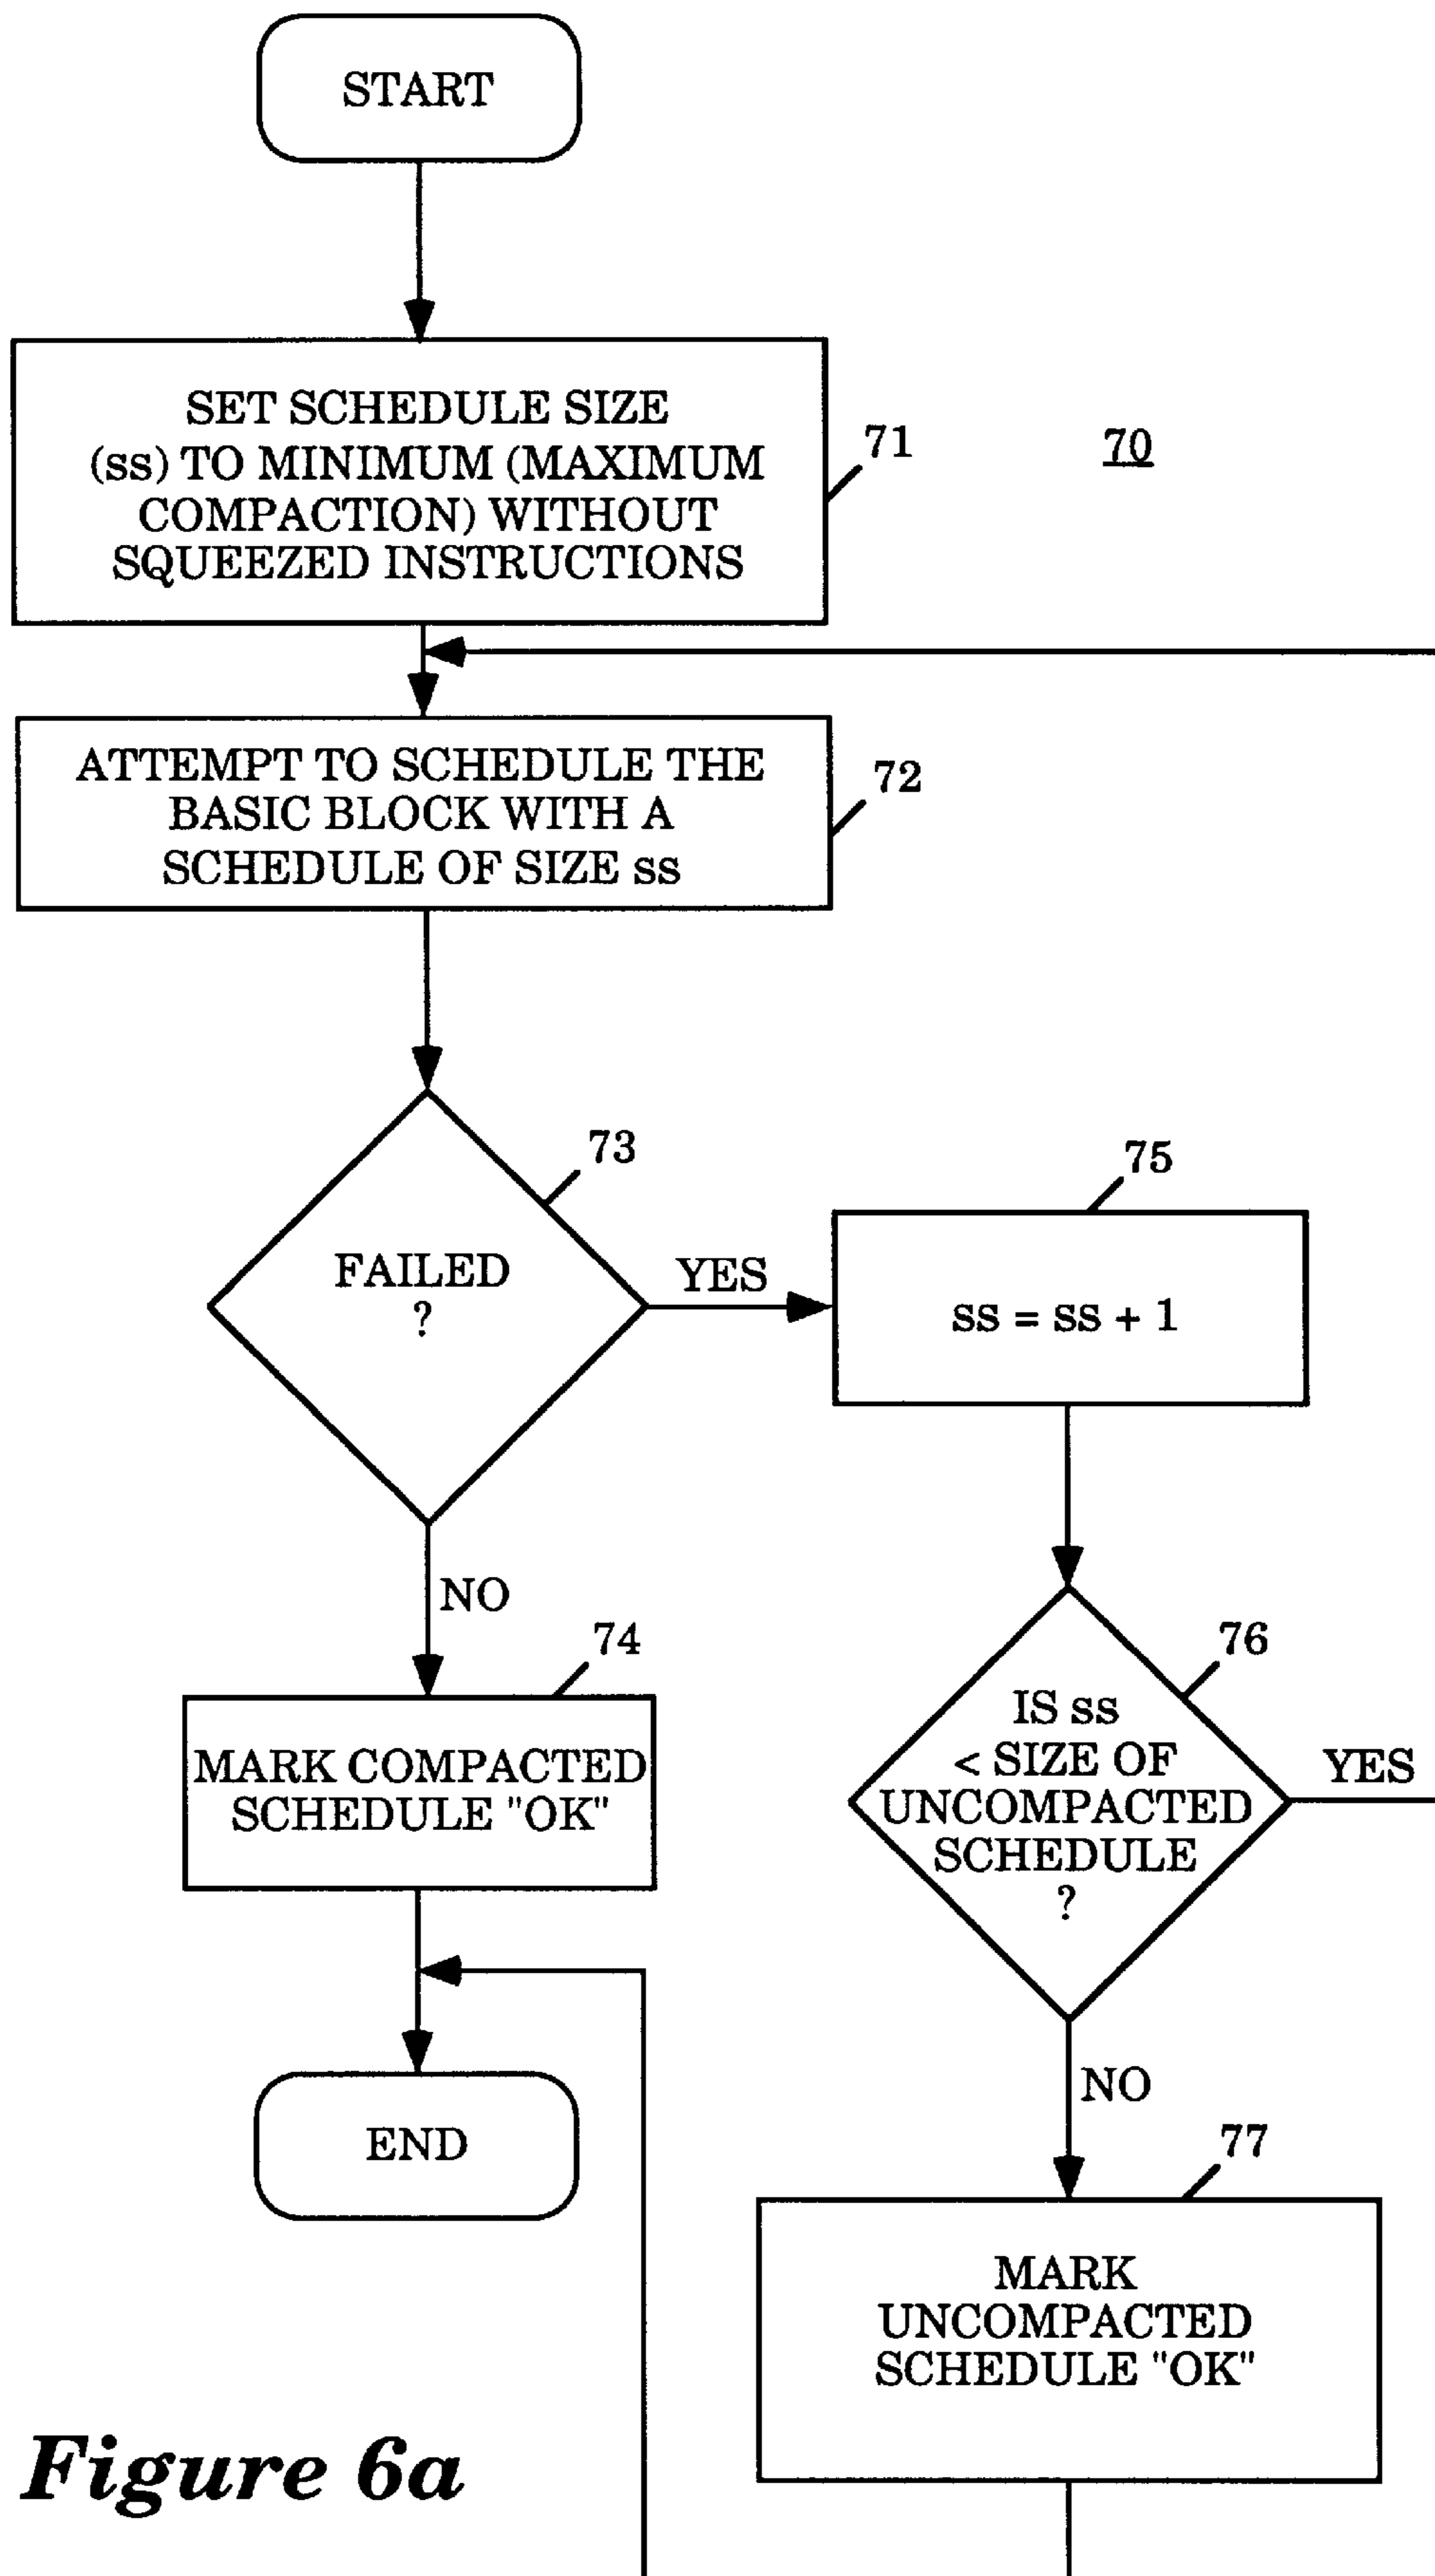 START
SET SCHEDULE SIZE
(ss) TO MINIMUM (MAXIMUM
COMPACTION) WITHOUT
SQUEEZED INSTRUCTIONS
71
70
ATTEMPT TO SCHEDULE THE
BASIC BLOCK WITH A
SCHEDULE OF SIZE ss
72
FAILED
?
73
YES
75
ss = ss + 1
NO
74
MARK COMPACTED
SCHEDULE "OK"
76
IS ss
< SIZE OF
UNCOMPACTED
SCHEDULE
?
YES
END
NO
77
MARK
UNCOMPACTED
SCHEDULE "OK"
Figure 6a